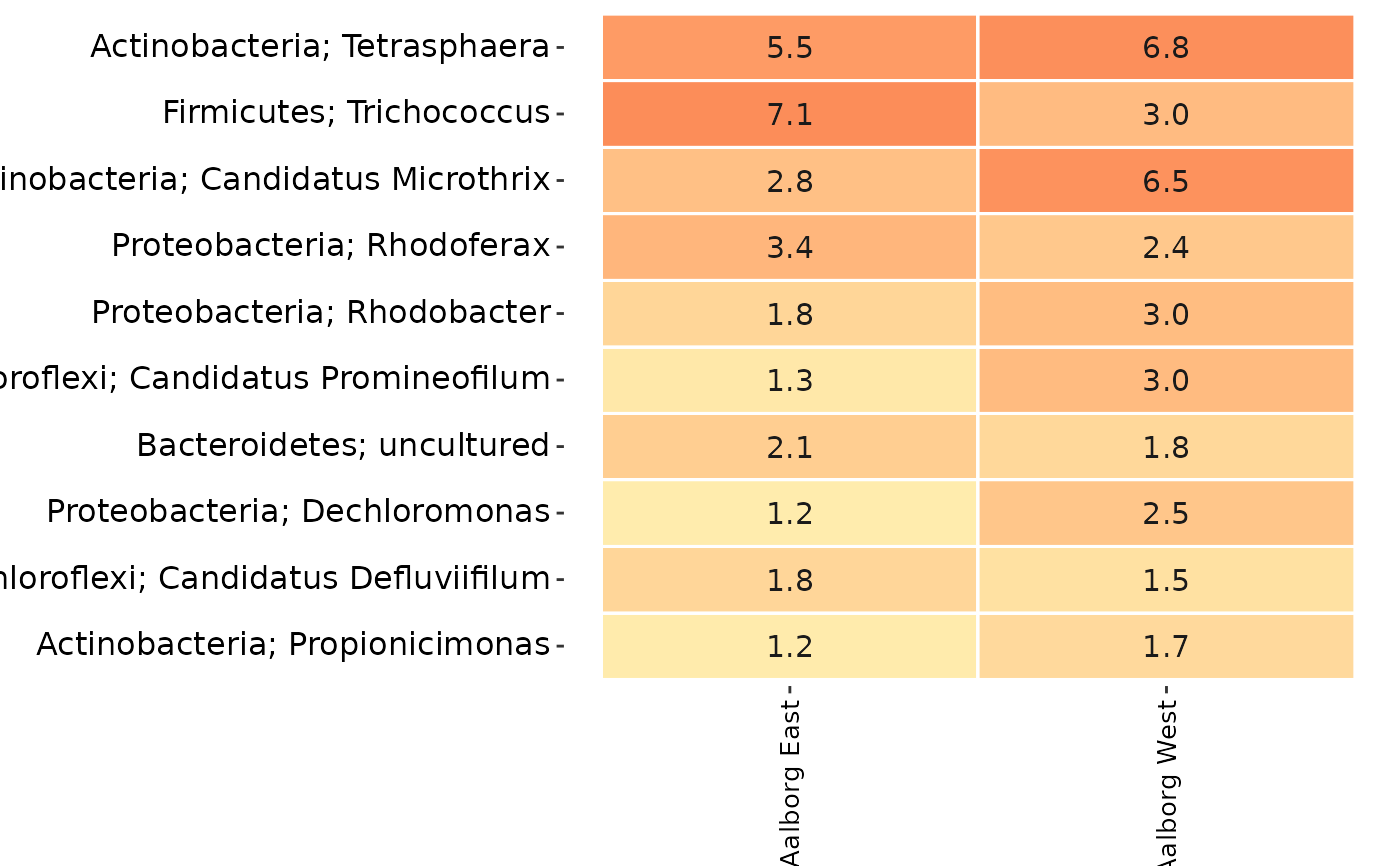 Actinobacteria; Tetrasphaera 5.5 6.8
Firmicutes; Trichococcus 7.1 3.0
inobacteria; Candidatus Microthrix 2.8 6.5
Proteobacteria; Rhodoferax 3.4 2.4
Proteobacteria; Rhodobacter 1.8 3.0
oroflexi; Candidatus Promineofilum 1.3 3.0
Bacteroidetes; uncultured 2.1 1.8
Proteobacteria; Dechloromonas 1.2 2.5
hloroflexi; Candidatus Defluviifilum 1.8 1.5
Actinobacteria; Propionicimonas 1.2 1.7
Aalborg East
Aalborg West